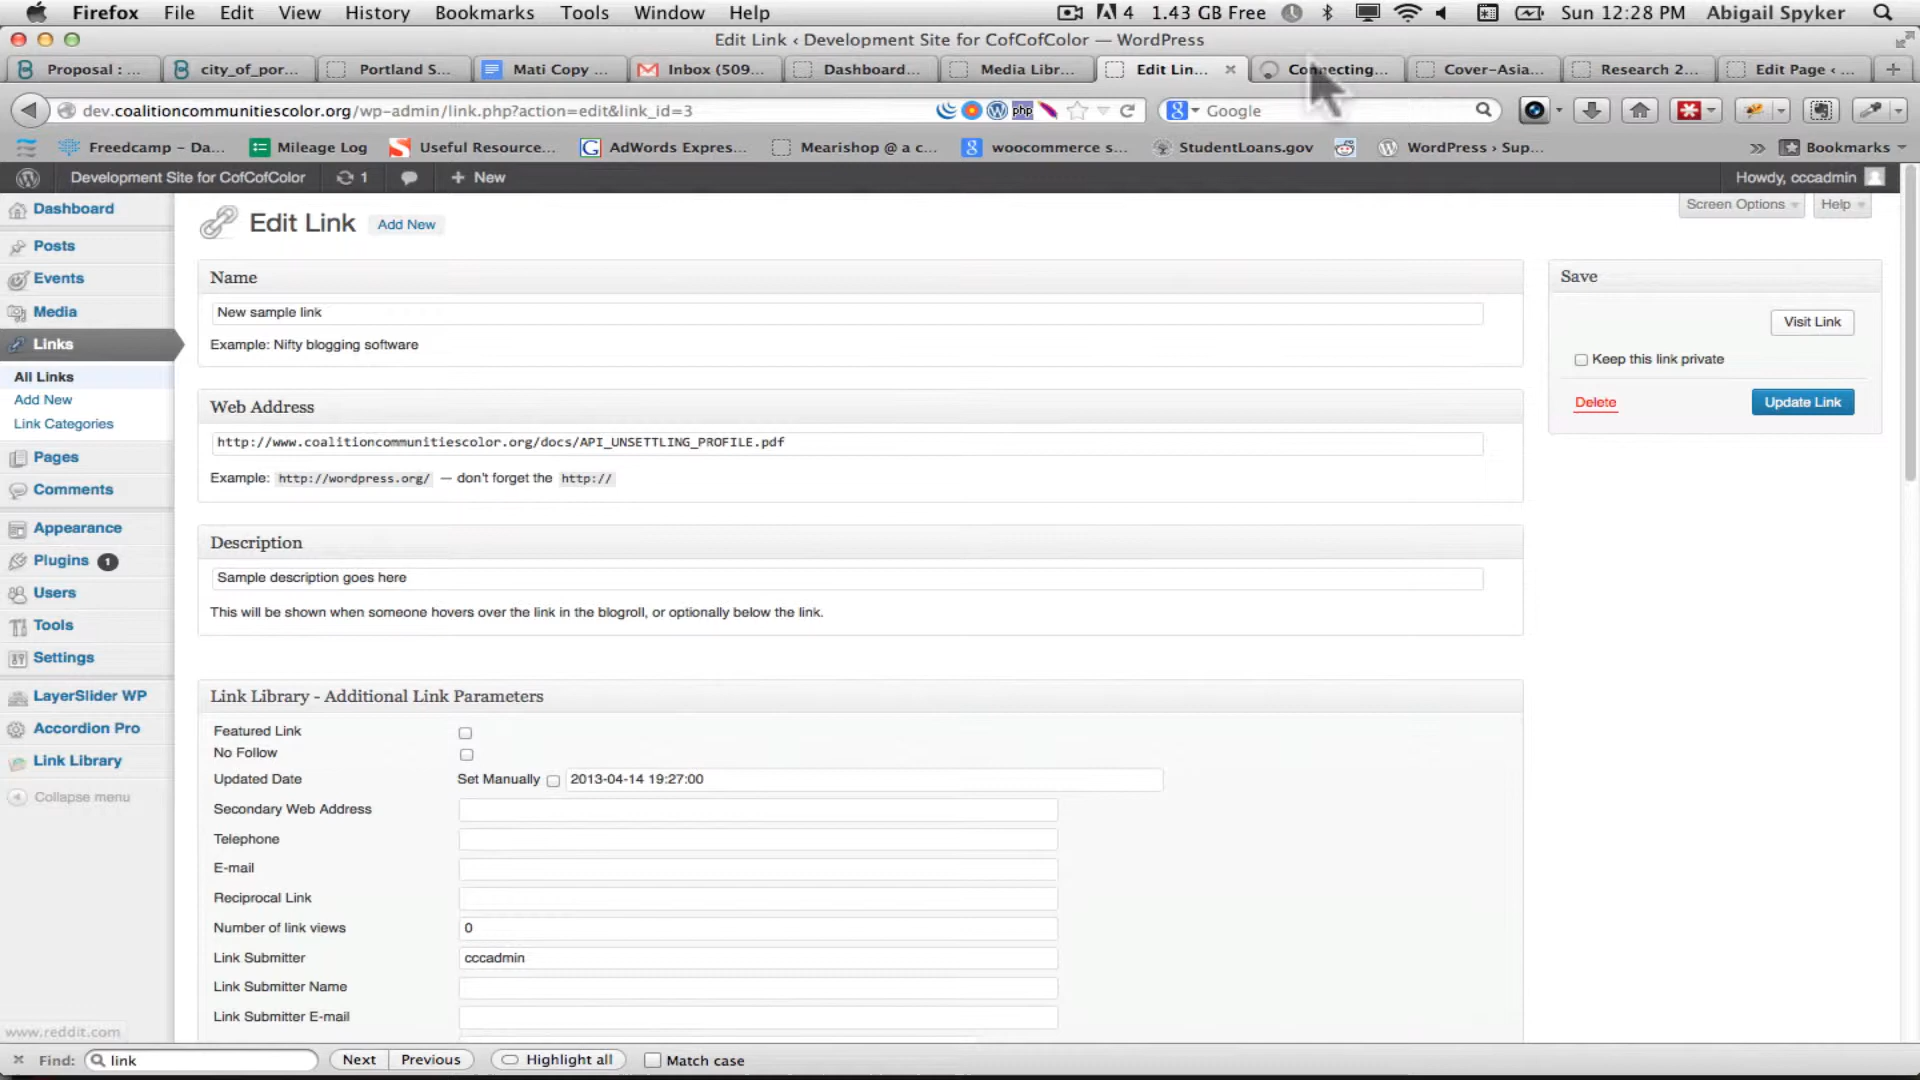 Firefox File Edit View History Bookmarks Tools Window Help 4 1.43 GB Free Sun 12:28 PM Abigail Spyker
Edit Link ‹ Development Site for CofCofColor — WordPress
Proposal : ... city_of_por... Portland S... Mati Copy ... Inbox (509... Dashboard... Media Libr... Edit Lin... Connecting... Cover-Asia... Research 2... Edit Page ‹ ...
dev.coalitioncommunitiescolor.org/wp-admin/link.php?action=edit&link_id=3 php Google
Freedcamp – Da... Mileage Log Useful Resource... AdWords Expres... Mearishop @ a c... woocommerce s... StudentLoans.gov WordPress › Sup... Bookmarks
Development Site for CofCofColor 1 + New Howdy, cccadmin
Screen Options Help
Dashboard
Posts
Events
Media
Links
All Links
Add New
Link Categories
Pages
Comments
Appearance
Plugins 1
Users
Tools
Settings
LayerSlider WP
Accordion Pro
Link Library
Collapse menu
Edit Link Add New
Name
New sample link
Example: Nifty blogging software
Web Address
http://www.coalitioncommunitiescolor.org/docs/API_UNSETTLING_PROFILE.pdf
Example: http://wordpress.org/ — don't forget the http://
Description
Sample description goes here
This will be shown when someone hovers over the link in the blogroll, or optionally below the link.
Link Library - Additional Link Parameters
Featured Link
No Follow
Updated Date Set Manually 2013-04-14 19:27:00
Secondary Web Address
Telephone
E-mail
Reciprocal Link
Number of link views 0
Link Submitter cccadmin
Link Submitter Name
Link Submitter E-mail
Save
Visit Link
Keep this link private
Delete Update Link
www.reddit.com
Find: link Next Previous Highlight all Match case